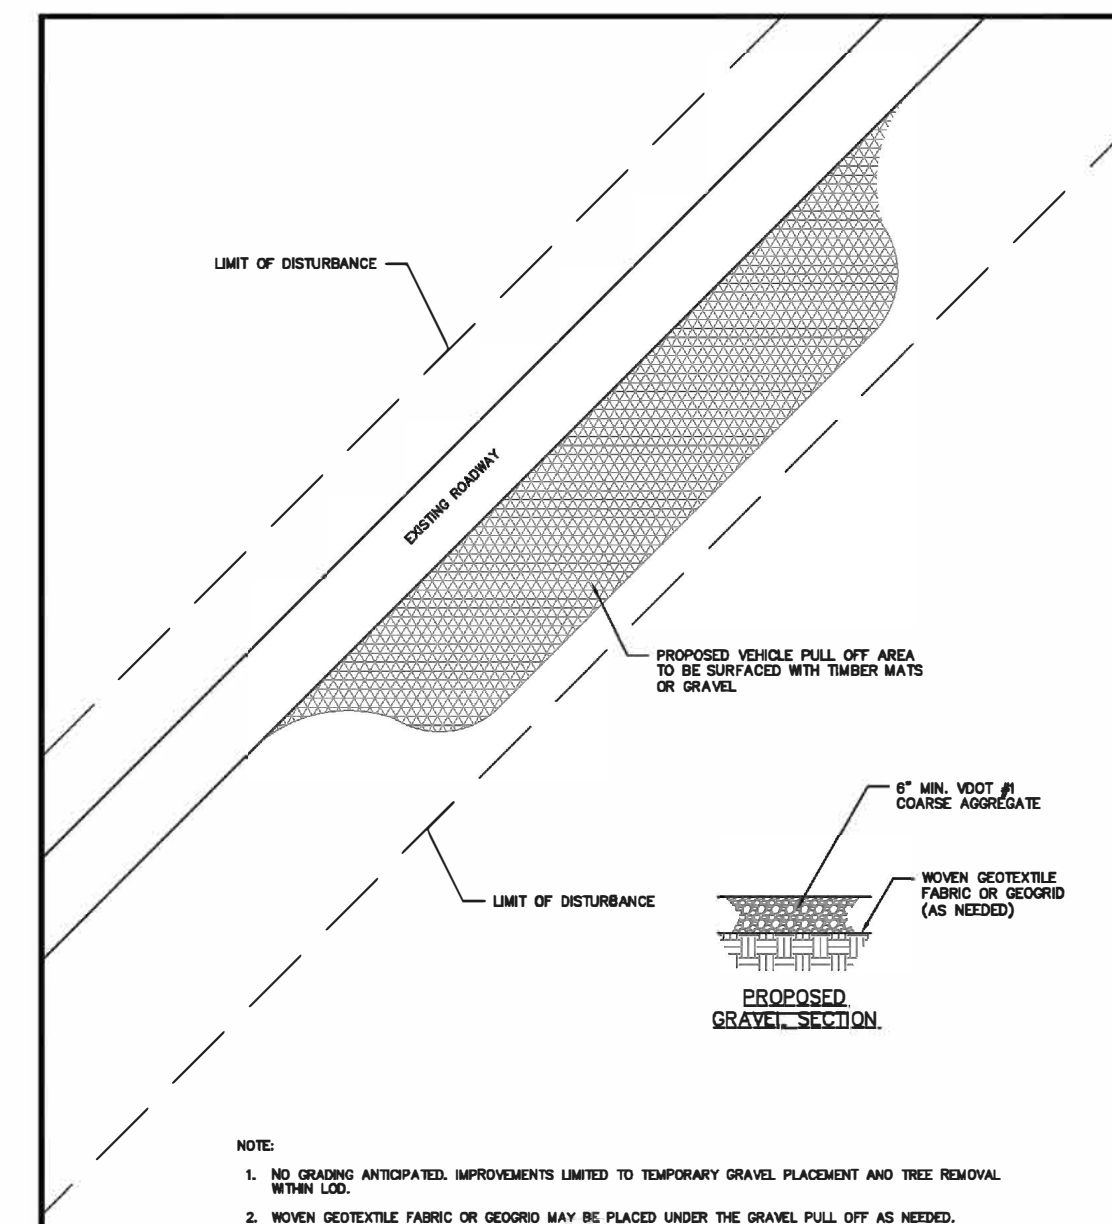 LIMIT OF DISTURBANCE
EXISTING ROADWAY
PROPOSED VEHICLE PULL OFF AREA
TO BE SURFACED WITH TIMBER MATS
OR GRAVEL
6" MIN. VDOT #1
COARSE AGGREGATE
WOVEN GEOTEXTILE
FABRIC OR GEOGRID
(AS NEEDED)
LIMIT OF DISTURBANCE
PROPOSED
GRAVEL SECTION
NOTE:
1. NO GRADING ANTICIPATED. IMPROVEMENTS LIMITED TO TEMPORARY GRAVEL PLACEMENT AND TREE REMOVAL
WITHIN LOD.
2. WOVEN GEOTEXTILE FABRIC OR GEOGRID MAY BE PLACED UNDER THE GRAVEL PULL OFF AS NEEDED.